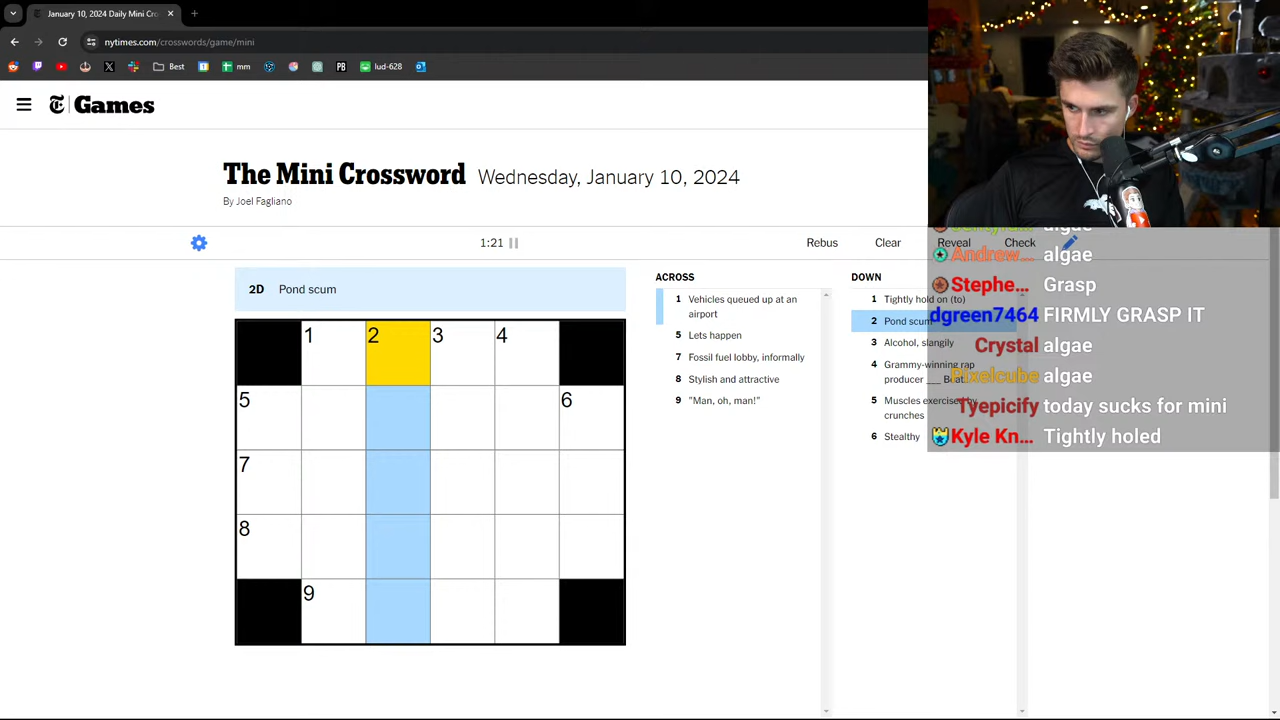 January 10, 2024 Daily Mini Cro
nytimes.com/crosswords/game/mini
Best
mm
lud-628
Games
The Mini Crossword Wednesday, January 10, 2024
By Joel Fagliano
1:21
Rebus
Clear
Reveal
Check
2D Pond scum
1 2 3 4
5 6
7
8
9
ACROSS
1 Vehicles queued up at an
airport
5 Lets happen
7 Fossil fuel lobby, informally
8 Stylish and attractive
9 "Man, oh, man!"
DOWN
1 Tightly hold on (to)
2 Pond scum
3 Alcohol, slangily
4 Grammy-winning rap
producer ___ Beat...
5 Muscles exercised by
crunches
6 Stealthy
algae
Andrew... algae
Stephe... Grasp
dgreen7464 FIRMLY GRASP IT
Crystal algae
Pixelcube algae
Tyepicify today sucks for mini
Kyle Kn... Tightly holed